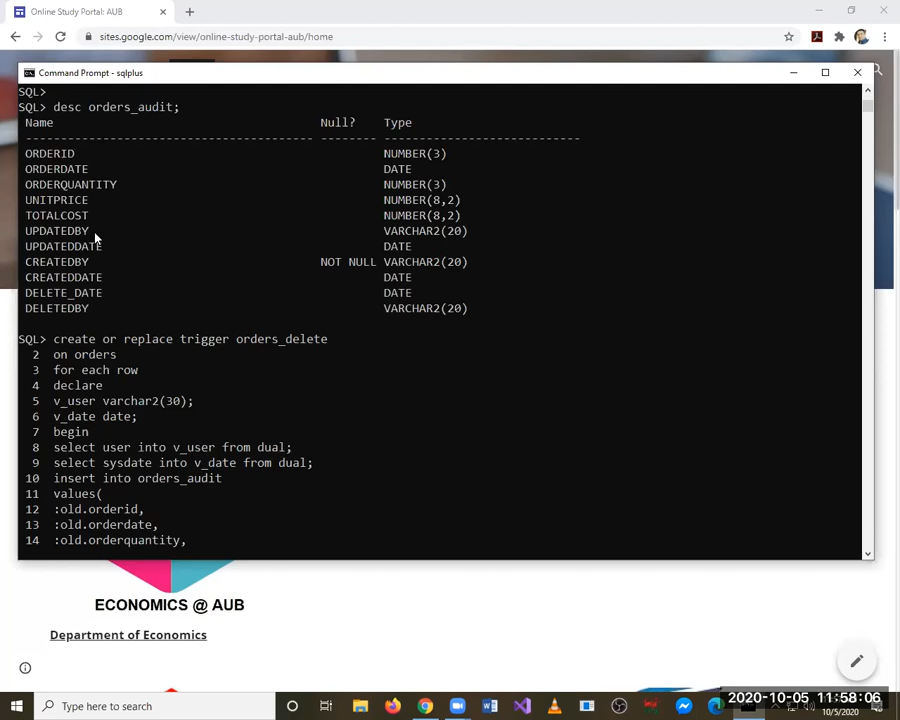 Online Study Portal: AUB
sites.google.com/view/online-study-portal-aub/home
Command Prompt - sqlplus
SQL>
SQL> desc orders_audit;
Name Null? Type
----------------------------------------- -------- ----------------------------
ORDERID NUMBER(3)
ORDERDATE DATE
ORDERQUANTITY NUMBER(3)
UNITPRICE NUMBER(8,2)
TOTALCOST NUMBER(8,2)
UPDATEDBY VARCHAR2(20)
UPDATEDDATE DATE
CREATEDBY NOT NULL VARCHAR2(20)
CREATEDDATE DATE
DELETE_DATE DATE
DELETEDBY VARCHAR2(20)
SQL> create or replace trigger orders_delete
2 on orders
3 for each row
4 declare
5 v_user varchar2(30);
6 v_date date;
7 begin
8 select user into v_user from dual;
9 select sysdate into v_date from dual;
10 insert into orders_audit
11 values(
12 :old.orderid,
13 :old.orderdate,
14 :old.orderquantity,
ECONOMICS @ AUB
Department of Economics
Type here to search
2020-10-05 11:58:06
10/5/2020